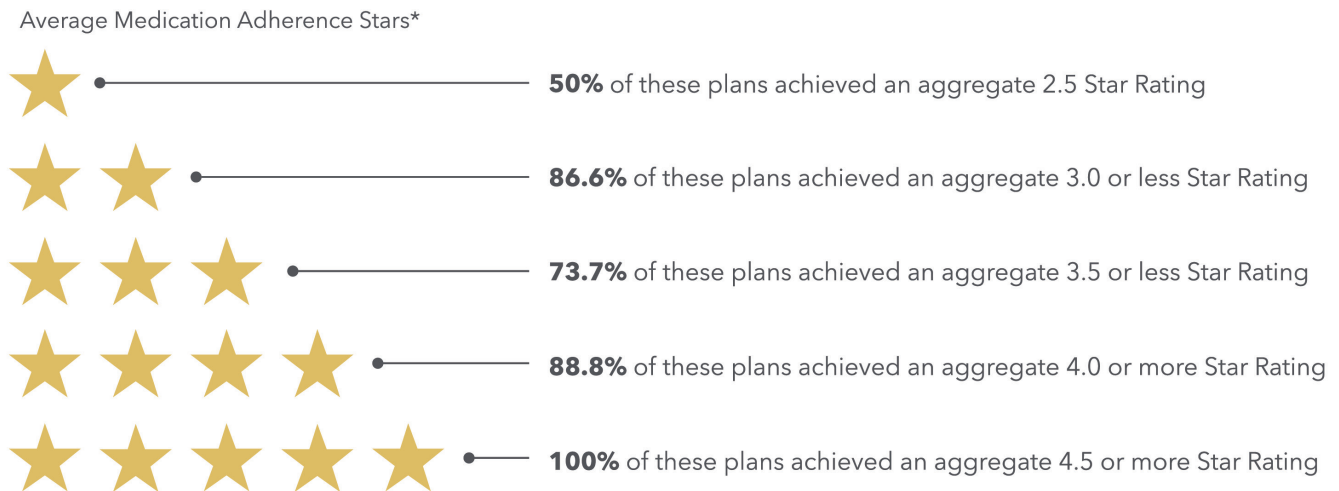 Average Medication Adherence Stars*
50% of these plans achieved an aggregate 2.5 Star Rating
86.6% of these plans achieved an aggregate 3.0 or less Star Rating
73.7% of these plans achieved an aggregate 3.5 or less Star Rating
88.8% of these plans achieved an aggregate 4.0 or more Star Rating
100% of these plans achieved an aggregate 4.5 or more Star Rating